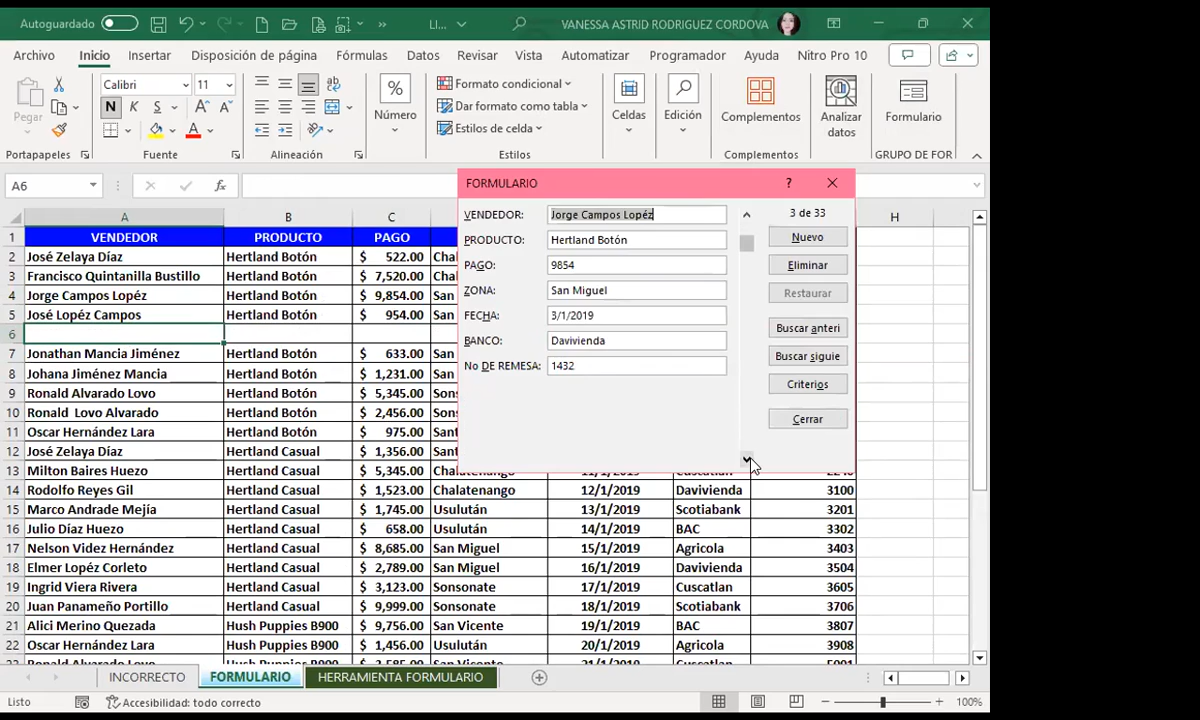 Autoguardado
LI...
VANESSA ASTRID RODRIGUEZ CORDOVA
Archivo Inicio Insertar Disposición de página Fórmulas Datos Revisar Vista Automatizar Programador Ayuda Nitro Pro 10
Pegar
Calibri 11
N K S
Número
Formato condicional
Dar formato como tabla
Estilos de celda
Celdas
Edición
Complementos
Analizar datos
Formulario
Portapapeles Fuente Alineación Estilos Complementos GRUPO DE FOR
A6
FORMULARIO ?
VENDEDOR: Jorge Campos Lopéz 3 de 33
PRODUCTO: Hertland Botón Nuevo
PAGO: 9854 Eliminar
ZONA: San Miguel Restaurar
FECHA: 3/1/2019 Buscar anteri
BANCO: Davivienda Buscar siguie
No DE REMESA: 1432 Criterios
Cerrar
A B C H
1 VENDEDOR PRODUCTO PAGO
2 José Zelaya Díaz Hertland Botón $ 522.00 Chal
3 Francisco Quintanilla Bustillo Hertland Botón $ 7,520.00 Chal
4 Jorge Campos Lopéz Hertland Botón $ 9,854.00 San
5 José Lopéz Campos Hertland Botón $ 954.00 San
6
7 Jonathan Mancia Jiménez Hertland Botón $ 633.00 San
8 Johana Jiménez Mancia Hertland Botón $ 1,231.00 San
9 Ronald Alvarado Lovo Hertland Botón $ 5,345.00 Sons
10 Ronald Lovo Alvarado Hertland Botón $ 2,456.00 Sons
11 Oscar Hernández Lara Hertland Botón $ 975.00 Sant
12 José Zelaya Díaz Hertland Casual $ 1,356.00
13 Milton Baires Huezo Hertland Casual $ 5,345.00 Chalatenango 11/1/2019 Cuscatlan
14 Rodolfo Reyes Gil Hertland Casual $ 1,523.00 Chalatenango 12/1/2019 Davivienda 3100
15 Marco Andrade Mejía Hertland Casual $ 1,745.00 Usulután 13/1/2019 Scotiabank 3201
16 Julio Díaz Huezo Hertland Casual $ 658.00 Usulután 14/1/2019 BAC 3302
17 Nelson Videz Hernández Hertland Casual $ 8,685.00 San Miguel 15/1/2019 Agricola 3403
18 Elmer Lopéz Corleto Hertland Casual $ 2,789.00 San Miguel 16/1/2019 Davivienda 3504
19 Ingrid Viera Rivera Hertland Casual $ 3,123.00 Sonsonate 17/1/2019 Cuscatlan 3605
20 Juan Panameño Portillo Hertland Casual $ 9,999.00 Sonsonate 18/1/2019 Scotiabank 3706
21 Alici Merino Quezada Hush Puppies B900 $ 9,756.00 San Vicente 19/1/2019 BAC 3807
22 Oscar Hernández Lara Hush Puppies B900 $ 1,456.00 Usulután 20/1/2019 Agricola 3908
INCORRECTO FORMULARIO HERRAMIENTA FORMULARIO
Listo Accesibilidad: todo correcto 100%